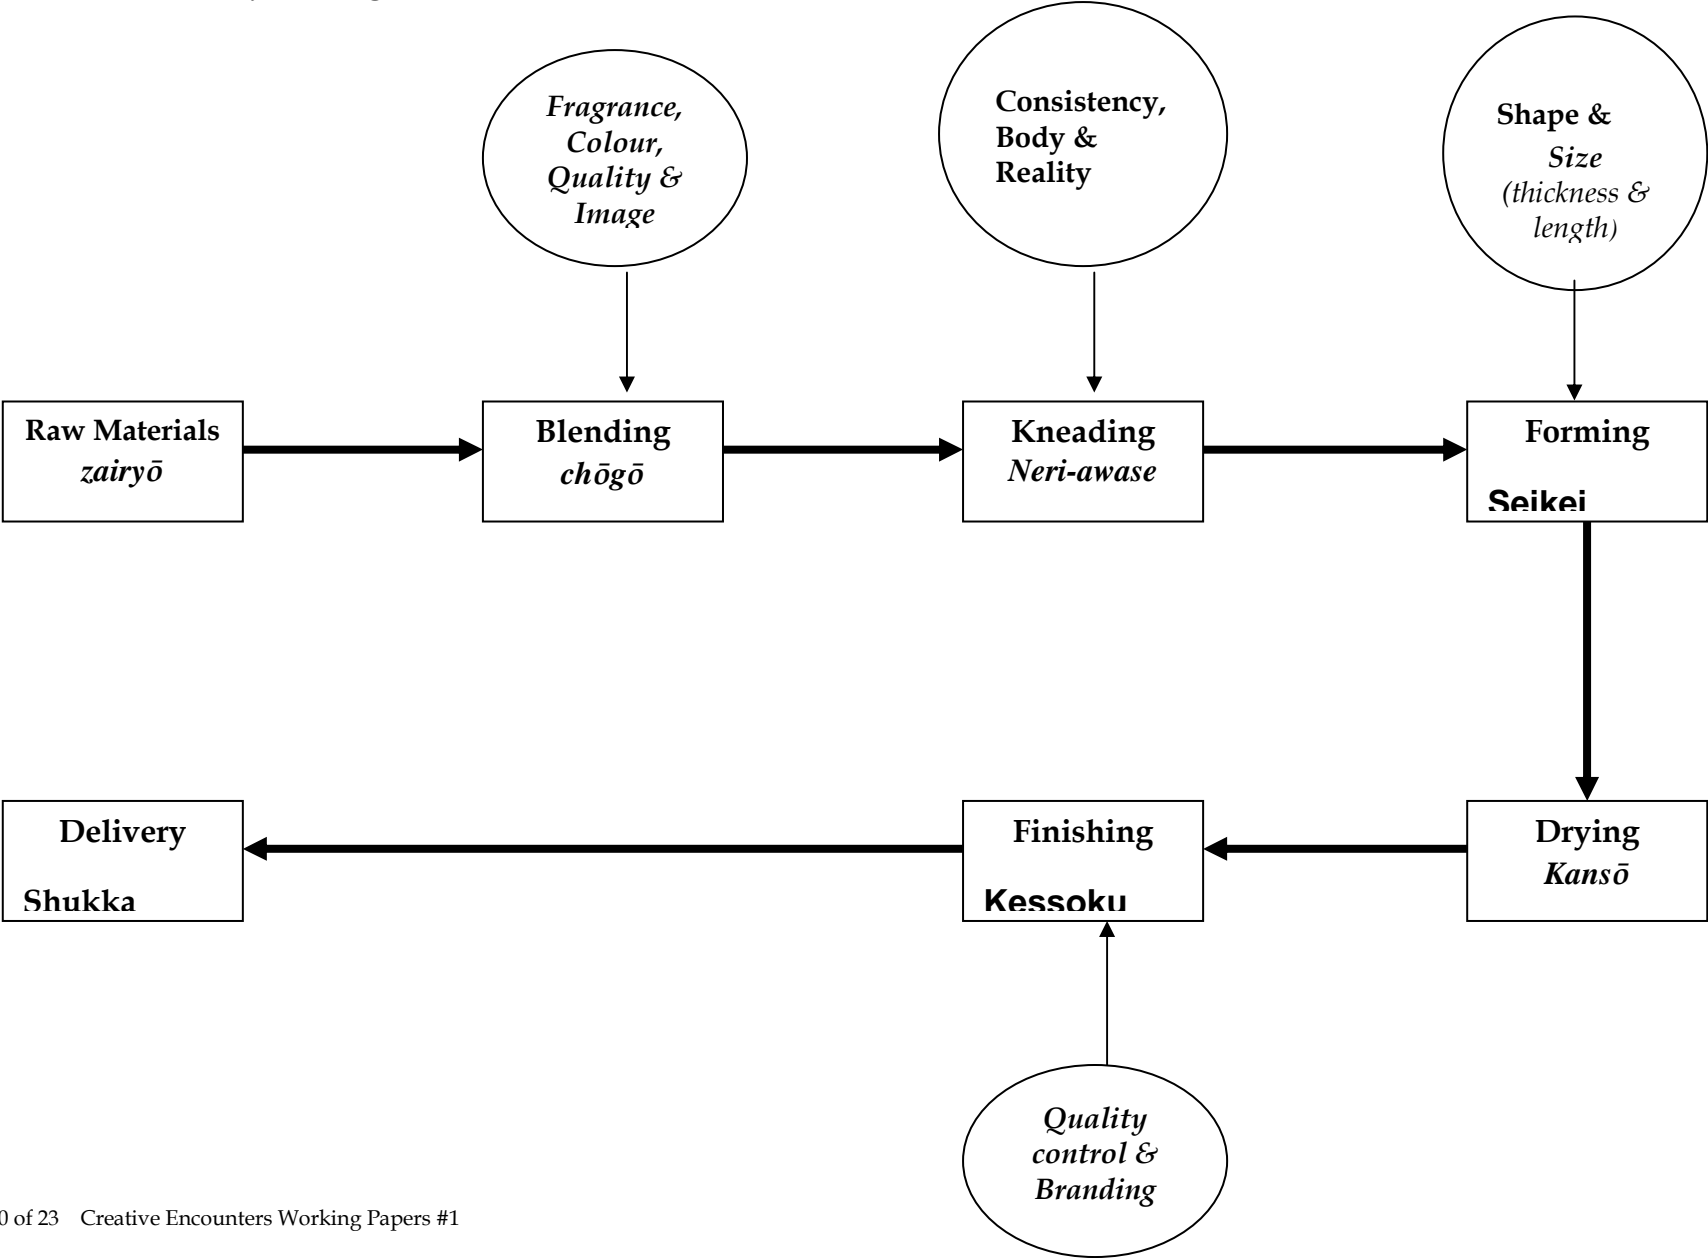 Fragrance,
Colour,
Quality &
Image
Consistency,
Body &
Reality
Shape &
Size
(thickness &
length)
Raw Materials
zairyō
Blending
chōgō
Kneading
Neri-awase
Forming
Seikei
Delivery
Shukka
Finishing
Kessoku
Drying
Kansō
Quality
control &
Branding
0 of 23 Creative Encounters Working Papers #1